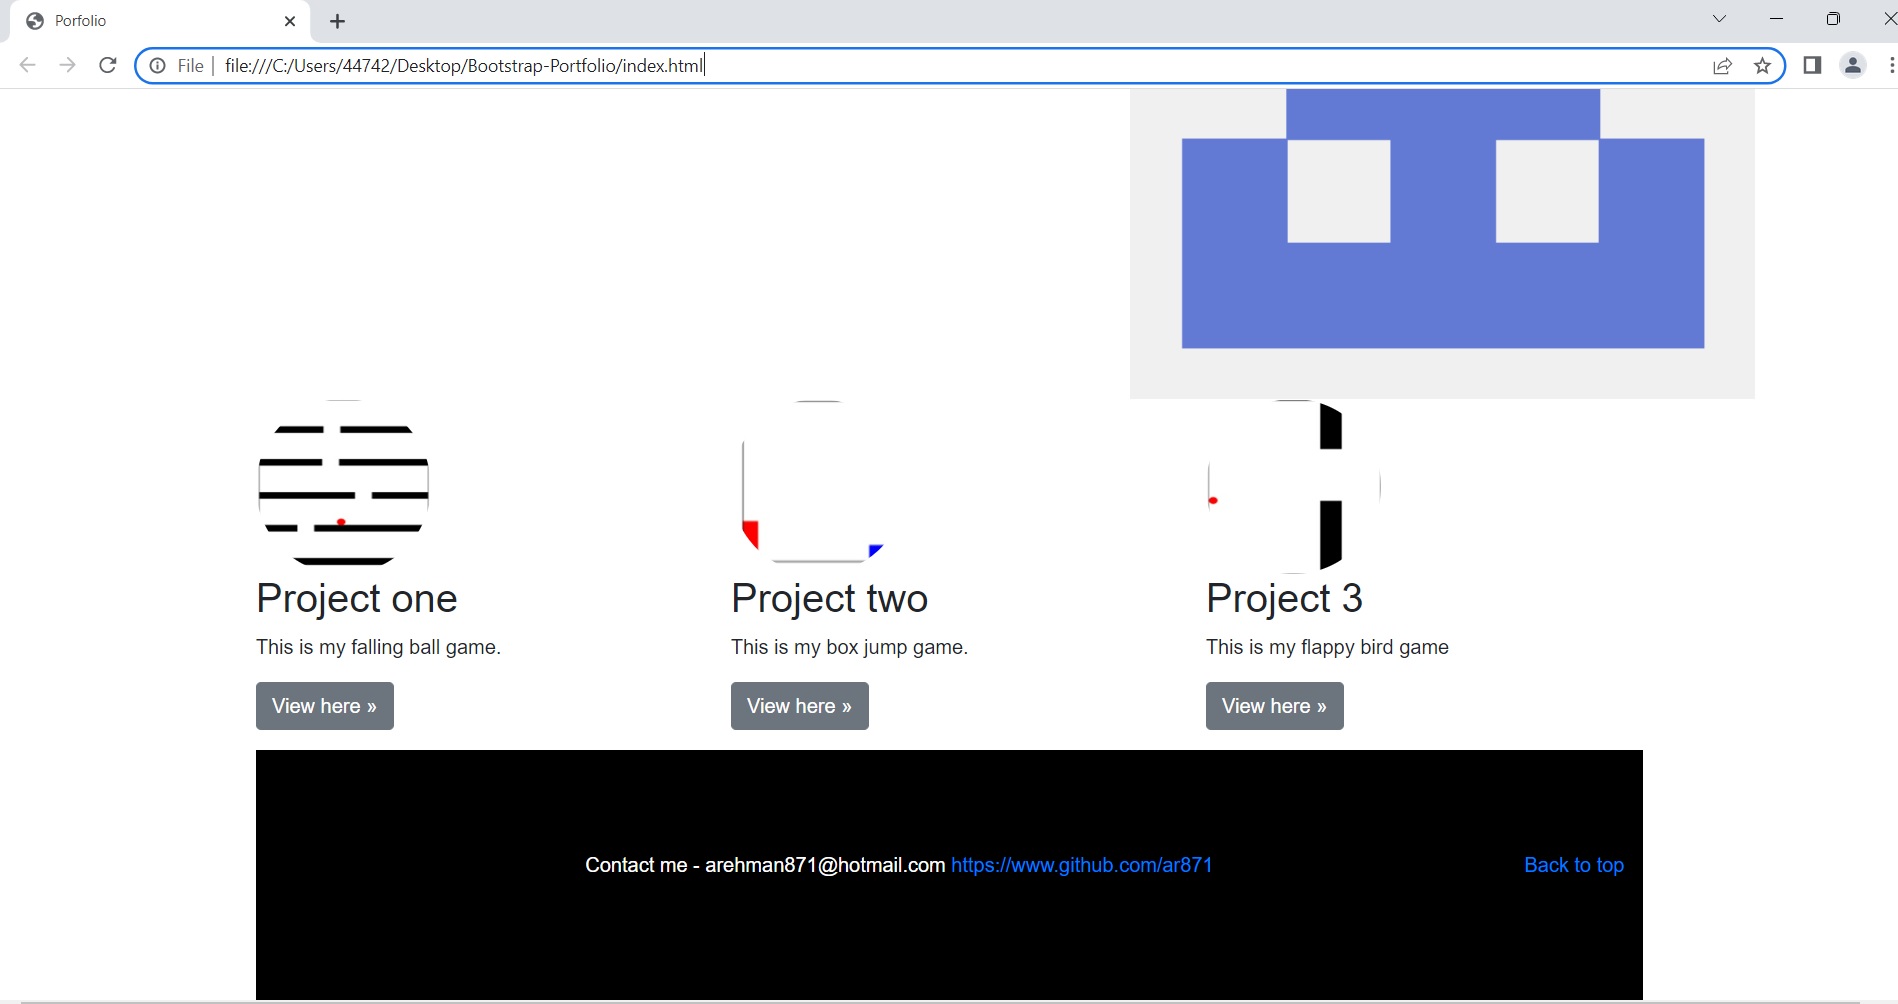 Porfolio
File | file:///C:/Users/44742/Desktop/Bootstrap-Portfolio/index.html
Project one
This is my falling ball game.
View here »
Project two
This is my box jump game.
View here »
Project 3
This is my flappy bird game
View here »
Contact me - arehman871@hotmail.com https://www.github.com/ar871
Back to top